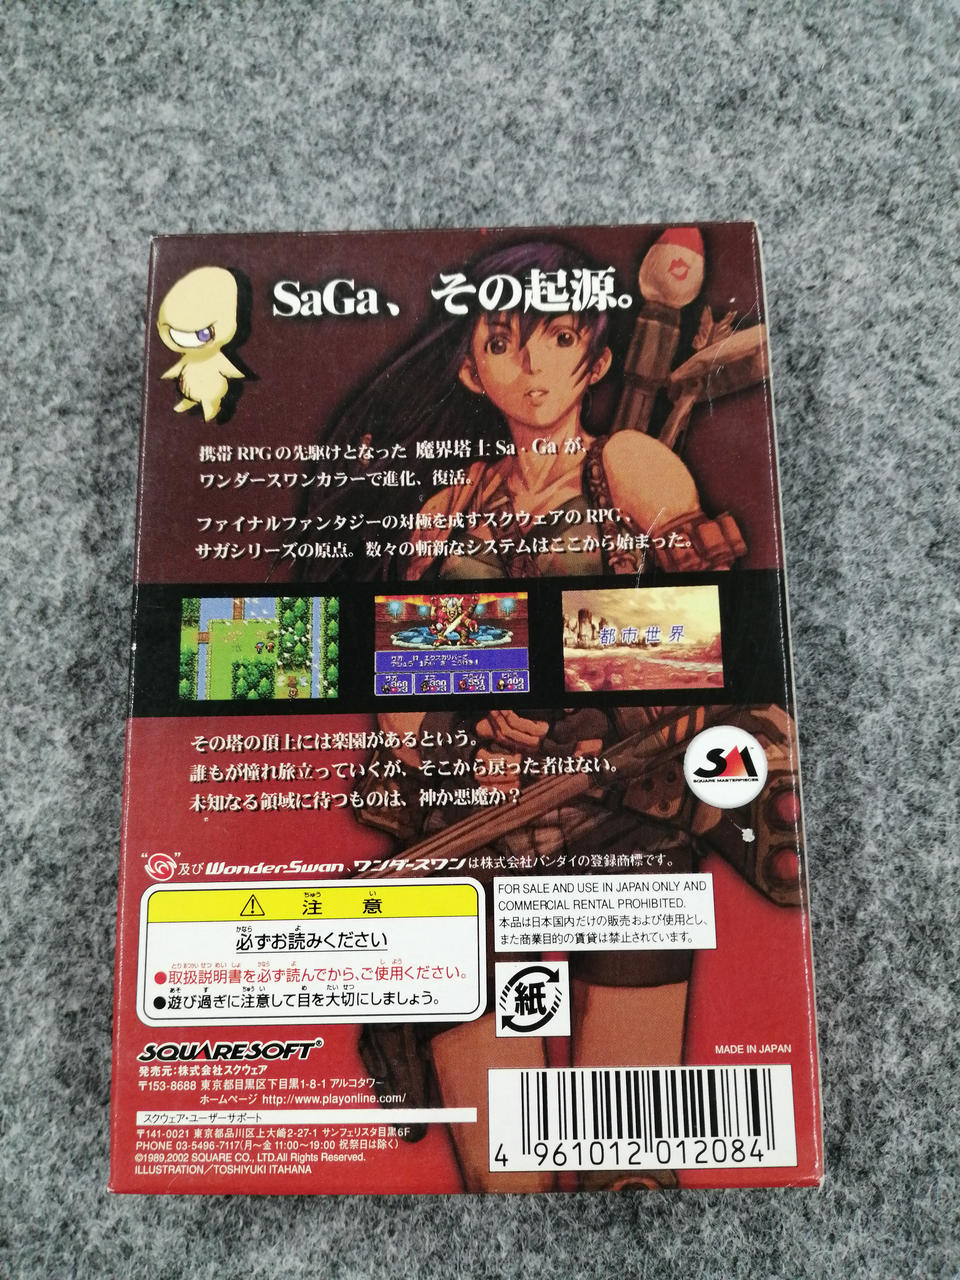 SaGa、その起源。
携帯RPGの先駆けとなった 魔界塔士 Sa・Ga が、
ワンダースワンカラーで進化、復活。
ファイナルファンタジーの対極を成すスクウェアのRPG、
サガシリーズの原点。数々の斬新なシステムはここから始まった。
都市世界
その塔の頂上には楽園があるという。
誰もが憧れ旅立っていくが、そこから戻った者はない。
未知なる領域に待つものは、神か悪魔か？
SM
SQUARE MASTERPIECES
“ ”及びWonderSwan、ワンダースワンは株式会社バンダイの登録商標です。
注意
必ずお読みください
●取扱説明書を必ず読んでから、ご使用ください。
●遊び過ぎに注意して目を大切にしましょう。
FOR SALE AND USE IN JAPAN ONLY AND
COMMERCIAL RENTAL PROHIBITED.
本品は日本国内だけの販売および使用とし、
また商業目的の賃貸は禁止されています。
紙
SQUARESOFT®
発売元：株式会社スクウェア
〒153-8688 東京都目黒区下目黒1-8-1 アルコタワー
ホームページ http://www.playonline.com/
スクウェア・ユーザーサポート
〒141-0021 東京都品川区上大崎2-27-1 サンフェリスタ目黒6F
PHONE 03-5496-7117(月〜金 11:00〜19:00 祝祭日は除く)
©1989,2002 SQUARE CO., LTD.All Rights Reserved.
ILLUSTRATION／TOSHIYUKI ITAHANA
MADE IN JAPAN
4 961012 012084